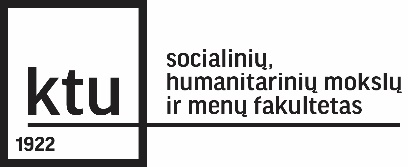 ktu
1922
socialinių,
humanitarinių mokslų
ir menų fakultetas